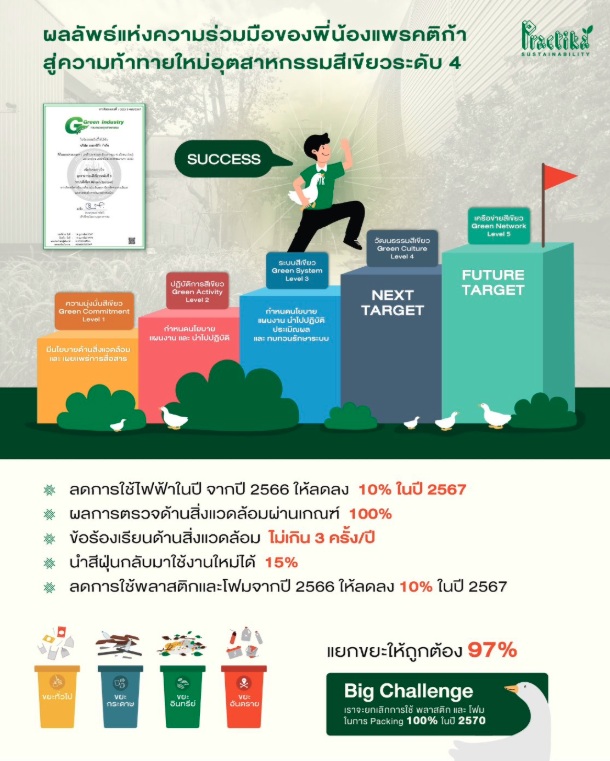 ผลลัพธ์แห่งความร่วมมือของพี่น้องแพรคติก้า
สู่ความท้าทายใหม่อุตสาหกรรมสีเขียวระดับ 4
Practika
SUSTAINABILITY
Green Industry
SUCCESS
ความมุ่งมั่นสีเขียว
Green Commitment
Level 1
มีนโยบายด้านสิ่งแวดล้อม
และ เผยแพร่การสื่อสาร
ปฏิบัติการสีเขียว
Green Activity
Level 2
กำหนดนโยบาย
แผนงาน และ นำไปปฏิบัติ
ระบบสีเขียว
Green System
Level 3
กำหนดนโยบาย
แผนงาน นำไปปฏิบัติ
ประเมินผล
และ ทบทวนรักษาระบบ
วัฒนธรรมสีเขียว
Green Culture
Level 4
NEXT
TARGET
เครือข่ายสีเขียว
Green Network
Level 5
FUTURE
TARGET
ลดการใช้ไฟฟ้าในปี จากปี 2566 ให้ลดลง 10% ในปี 2567
ผลการตรวจด้านสิ่งแวดล้อมผ่านเกณฑ์ 100%
ข้อร้องเรียนด้านสิ่งแวดล้อม ไม่เกิน 3 ครั้ง/ปี
นำสีฝุ่นกลับมาใช้งานใหม่ได้ 15%
ลดการใช้พลาสติกและโฟมจากปี 2566 ให้ลดลง 10% ในปี 2567
ขยะทั่วไป
ขยะ
กระดาษ
ขยะ
อินทรีย์
ขยะ
อันตราย
แยกขยะให้ถูกต้อง 97%
Big Challenge
เราจะยกเลิกการใช้ พลาสติก และ โฟม
ในการ Packing 100% ในปี 2570